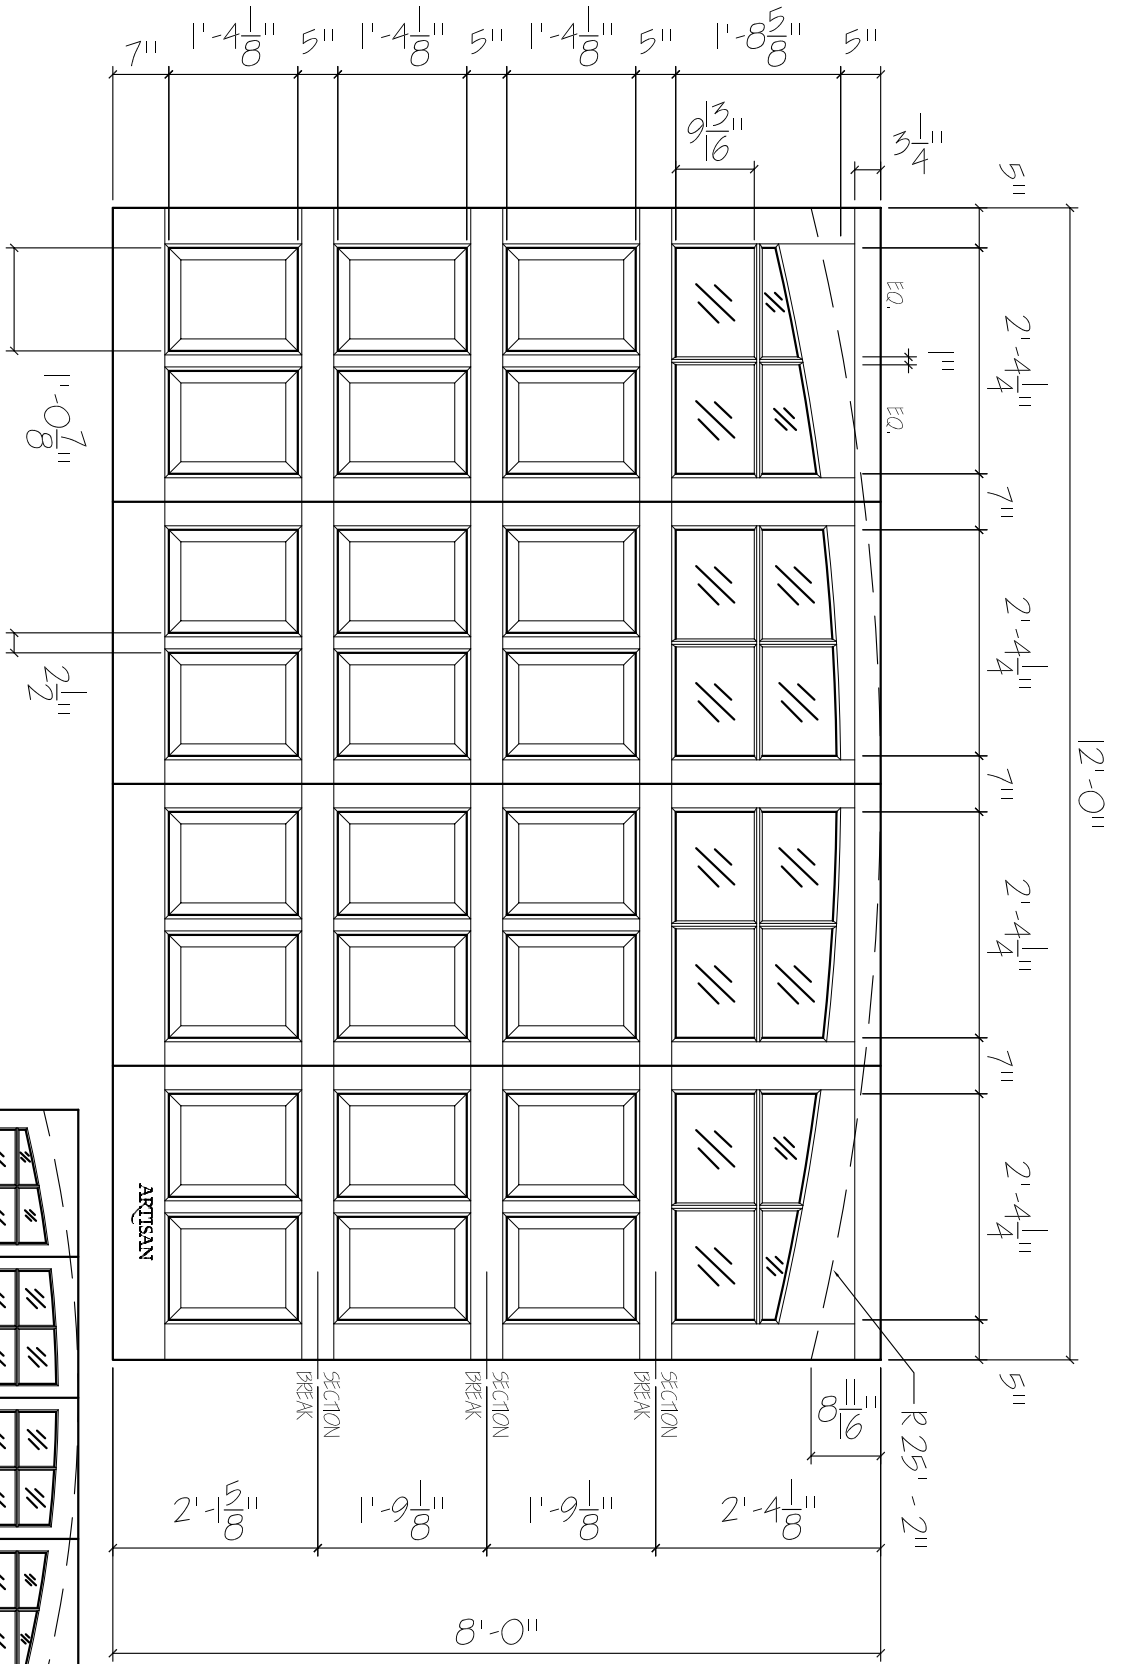 7" 1'-4 1/8" 5" 1'-4 1/8" 5" 1'-4 1/8" 5" 1'-8 5/8" 5"
9 13/16"
3 1/4"
5"
2'-4 1/4"
7"
2'-4 1/4"
7"
2'-4 1/4"
7"
2'-4 1/4"
5"
12'-0"
EQ.
1"
EQ.
1'-0 7/8"
2 1/2"
ARTISAN
SECTION
BREAK
SECTION
BREAK
SECTION
BREAK
8 11/16"
R 25'-2"
2'-1 5/8" 1'-9 1/8" 1'-9 1/8" 2'-4 1/8"
8'-0"